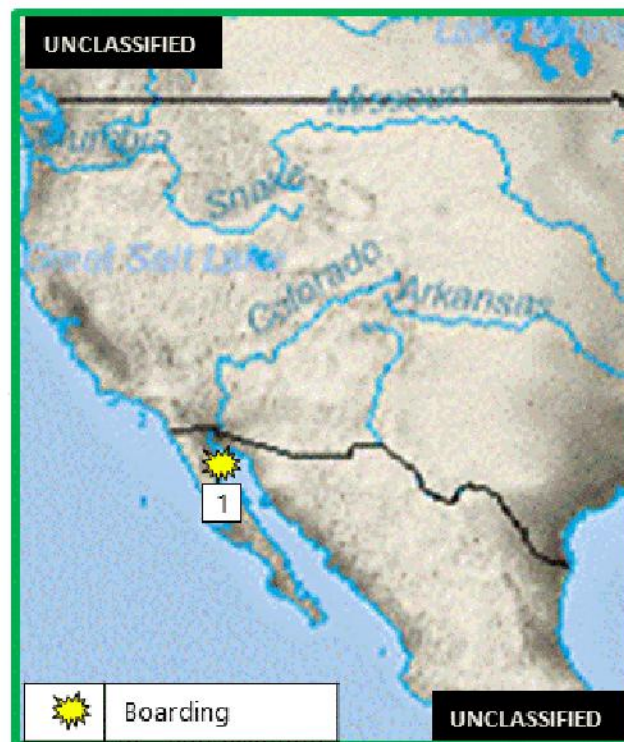 UNCLASSIFIED
Missouri
Snake
Great Salt Lake
Colorado
Arkansas
1
Boarding
UNCLASSIFIED